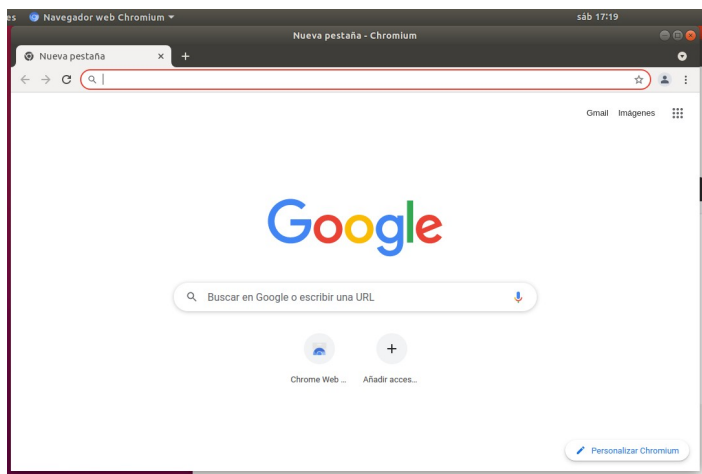 es Navegador web Chromium sáb 17:19
Nueva pestaña - Chromium
Nueva pestaña
Gmail Imágenes
Google
Buscar en Google o escribir una URL
Chrome Web ... Añadir acces...
Personalizar Chromium